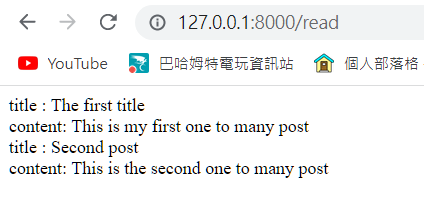 127.0.0.1:8000/read
YouTube 巴哈姆特電玩資訊站 個人部落格
title : The first title
content: This is my first one to many post
title : Second post
content: This is the second one to many post